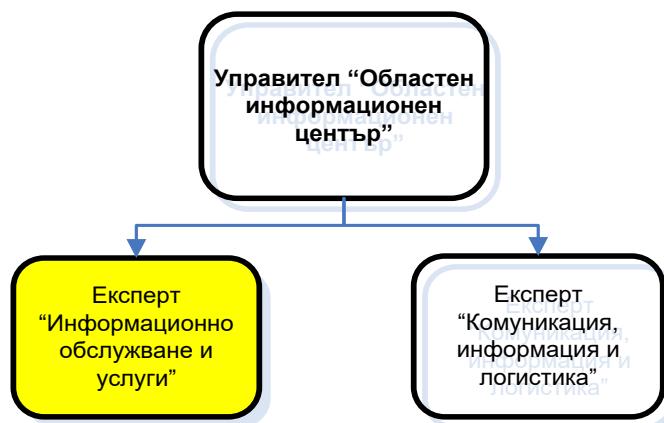 Управител “Областен
информационен
център”
Експерт
“Информационно
обслужване и
услуги”
Експерт
“Комуникация,
информация и
логистика”